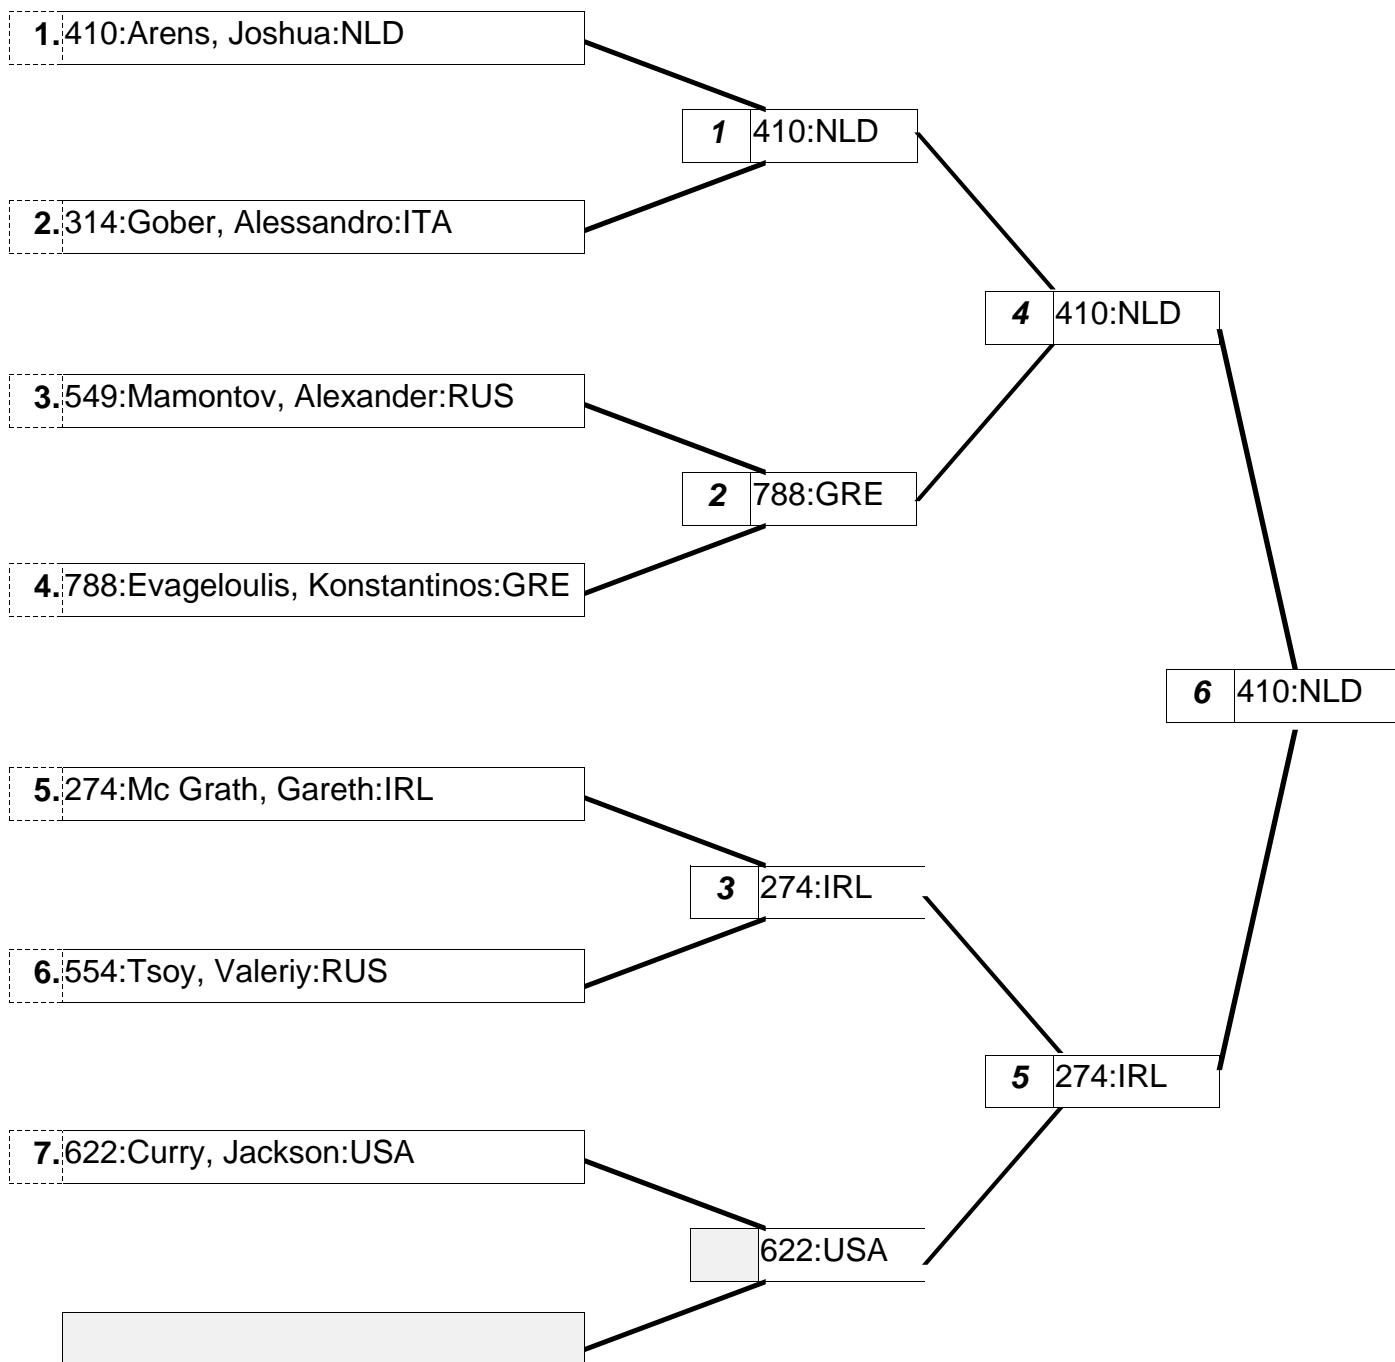 1. 410:Arens, Joshua:NLD
1 410:NLD
2. 314:Gober, Alessandro:ITA
4 410:NLD
3. 549:Mamontov, Alexander:RUS
2 788:GRE
4. 788:Evageloulis, Konstantinos:GRE
6 410:NLD
5. 274:Mc Grath, Gareth:IRL
3 274:IRL
6. 554:Tsoy, Valeriy:RUS
5 274:IRL
7. 622:Curry, Jackson:USA
622:USA